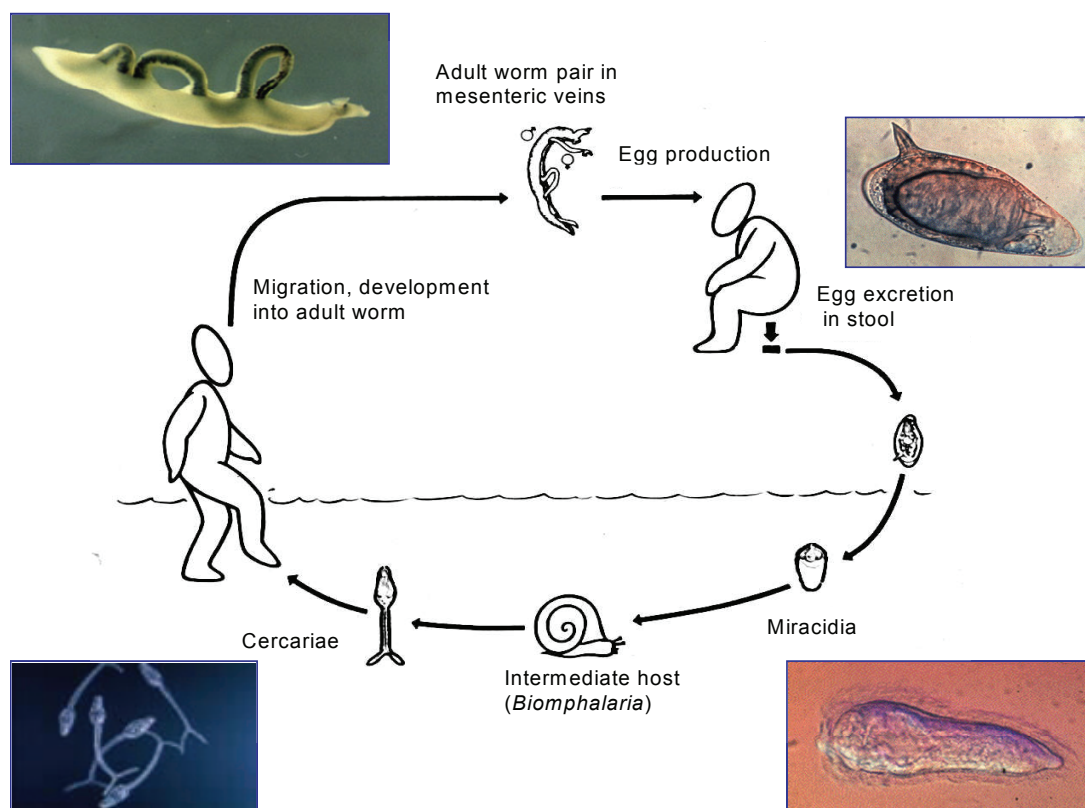 Adult worm pair in
mesenteric veins
♂
♀
Egg production
Migration, development
into adult worm
Egg excretion
in stool
Cercariae
Miracidia
Intermediate host
(Biomphalaria)